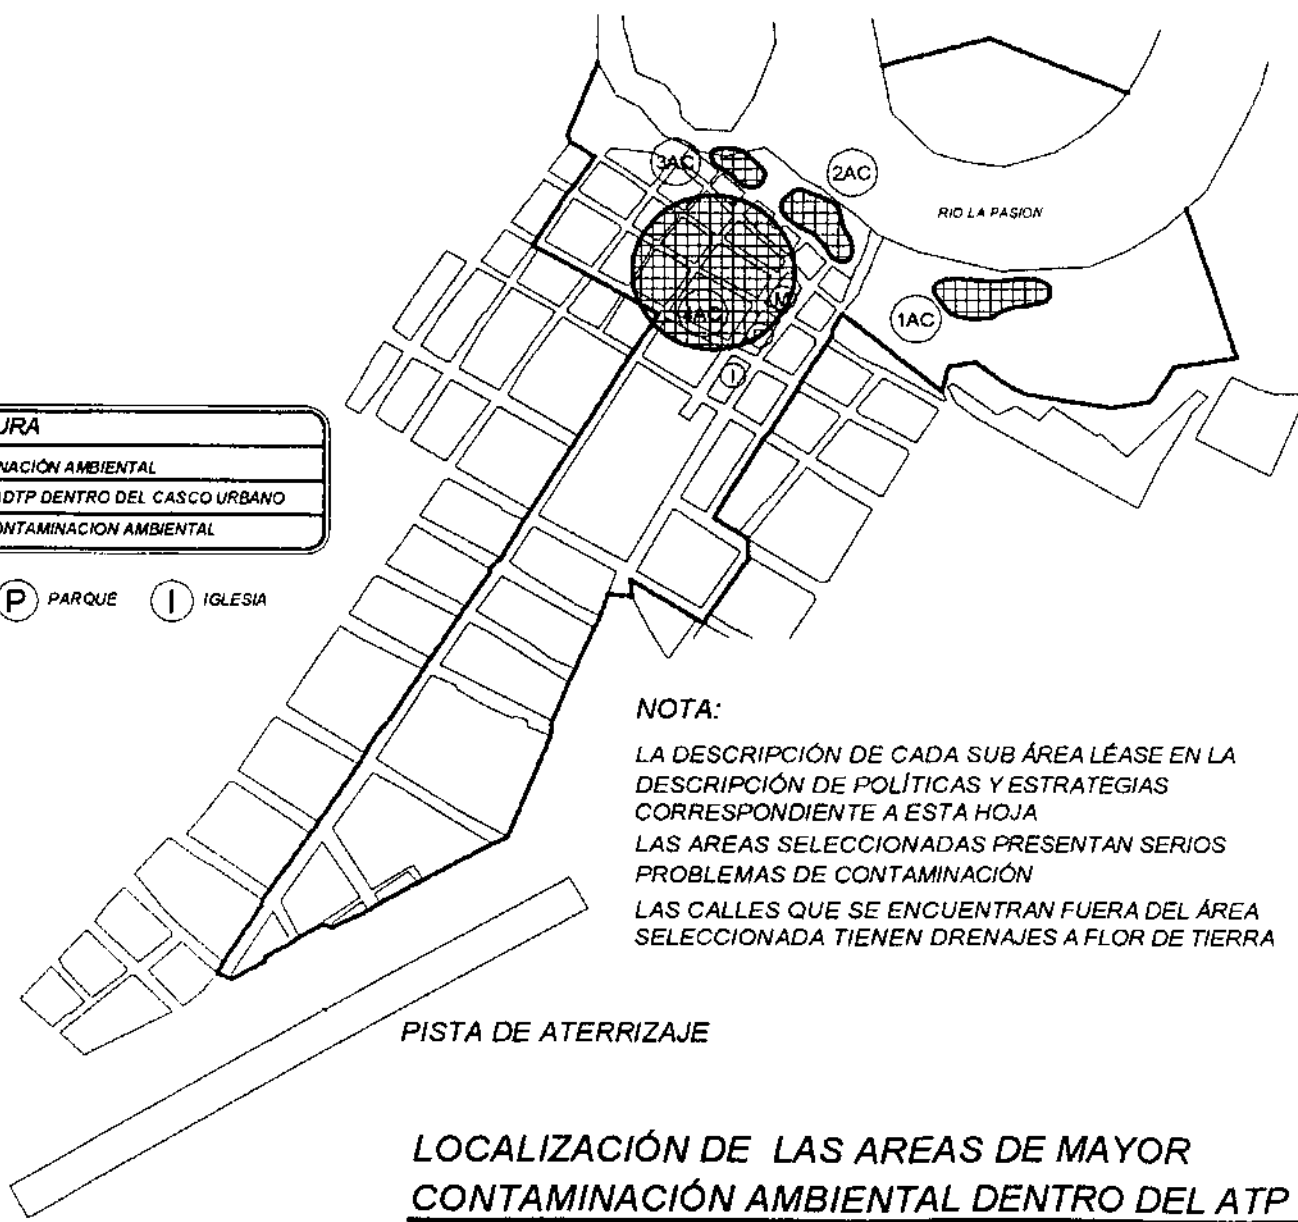 3AC
2AC
RIO LA PASION
1AC
4AC
M
P
I
URA
NACIÓN AMBIENTAL
DTP DENTRO DEL CASCO URBANO
ONTAMINACION AMBIENTAL
P PARQUE I IGLESIA
NOTA:
LA DESCRIPCIÓN DE CADA SUB ÁREA LÉASE EN LA
DESCRIPCIÓN DE POLÍTICAS Y ESTRATEGIAS
CORRESPONDIENTE A ESTA HOJA
LAS AREAS SELECCIONADAS PRESENTAN SERIOS
PROBLEMAS DE CONTAMINACIÓN
LAS CALLES QUE SE ENCUENTRAN FUERA DEL ÁREA
SELECCIONADA TIENEN DRENAJES A FLOR DE TIERRA
PISTA DE ATERRIZAJE
LOCALIZACIÓN DE LAS AREAS DE MAYOR
CONTAMINACIÓN AMBIENTAL DENTRO DEL ATP